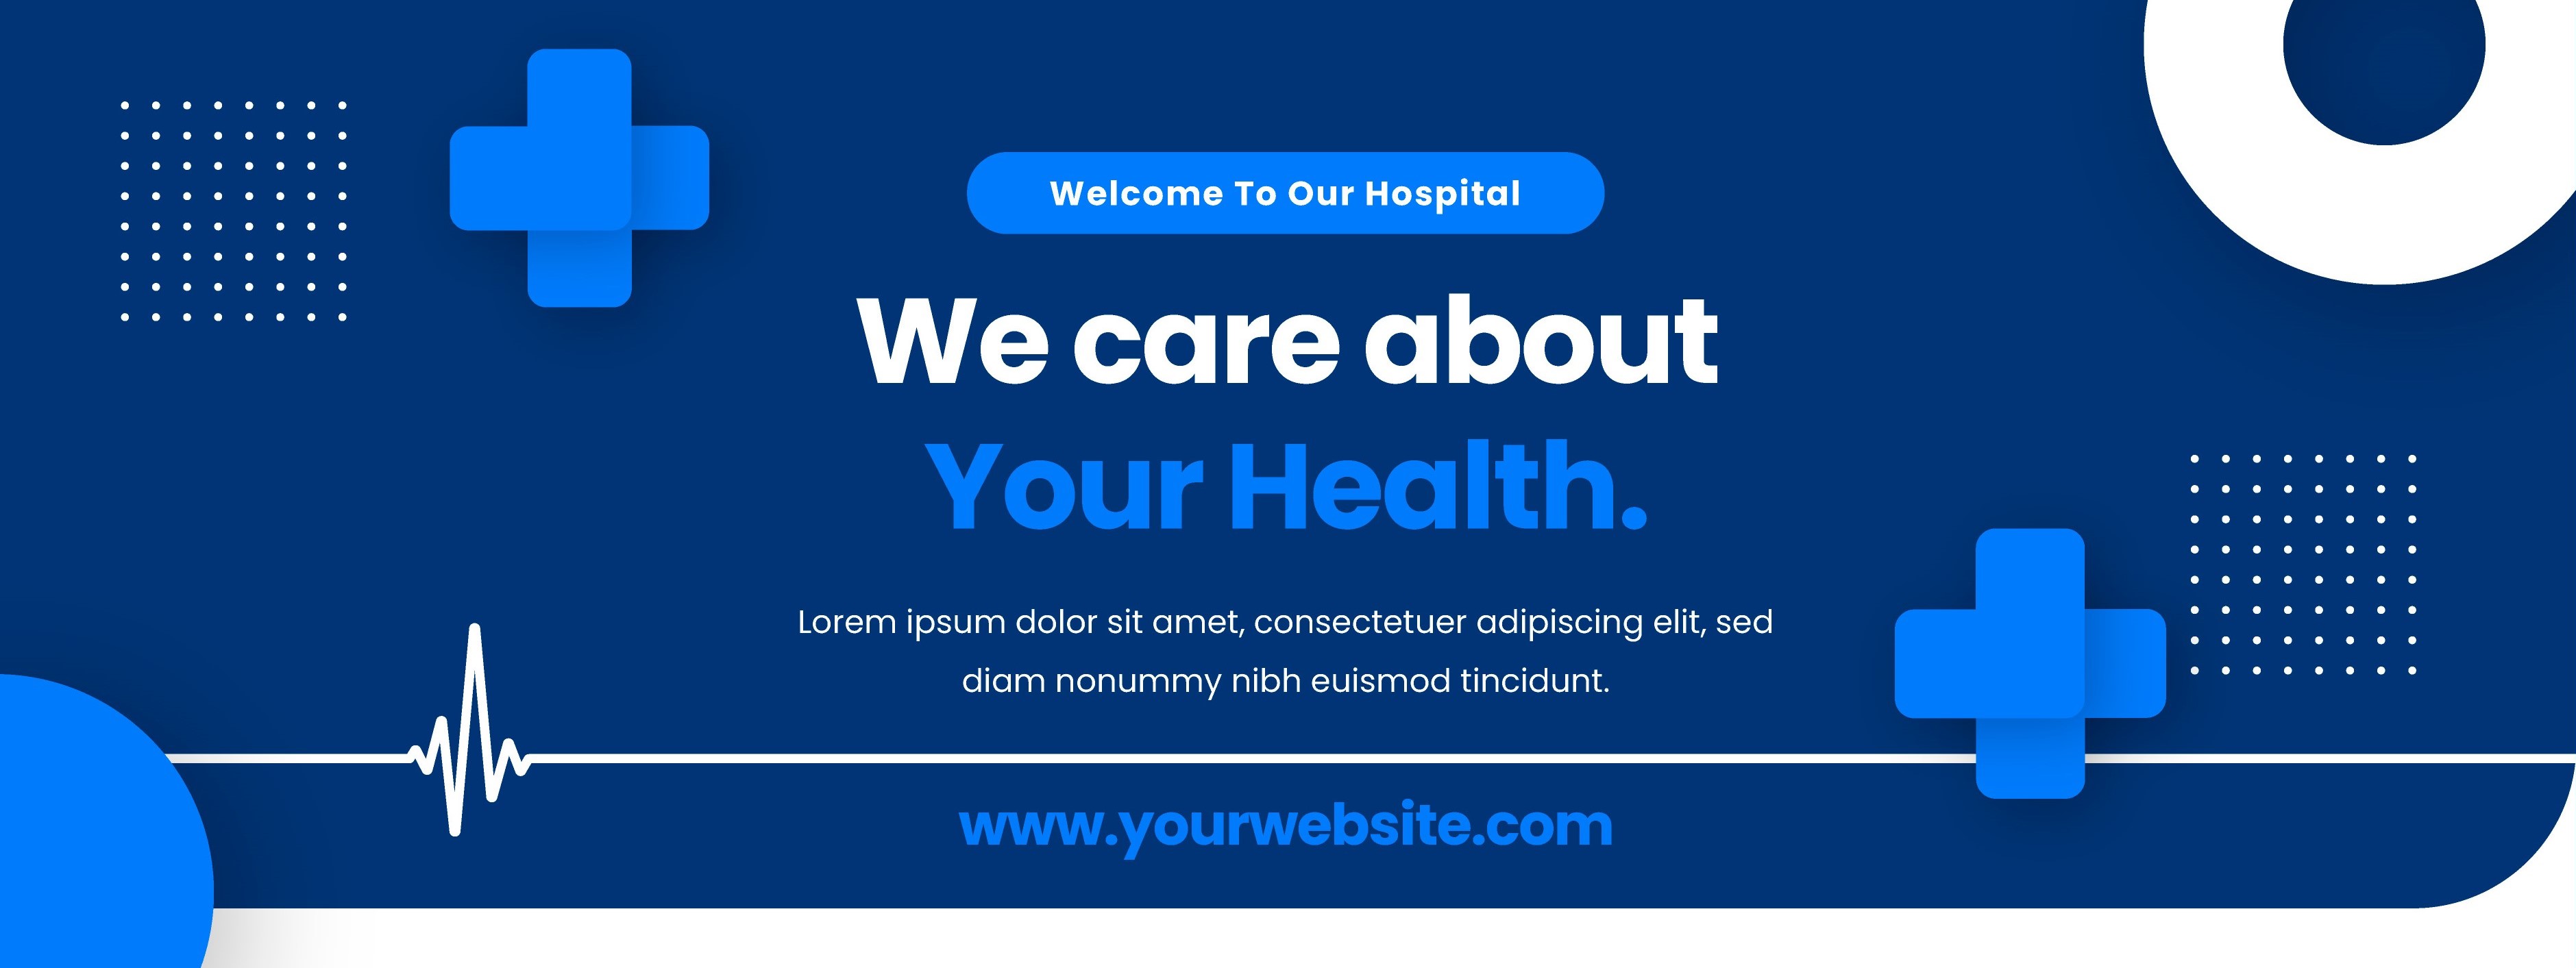 Welcome To Our Hospital
We care about
Your Health.
Lorem ipsum dolor sit amet, consectetuer adipiscing elit, sed
diam nonummy nibh euismod tincidunt.
www.yourwebsite.com